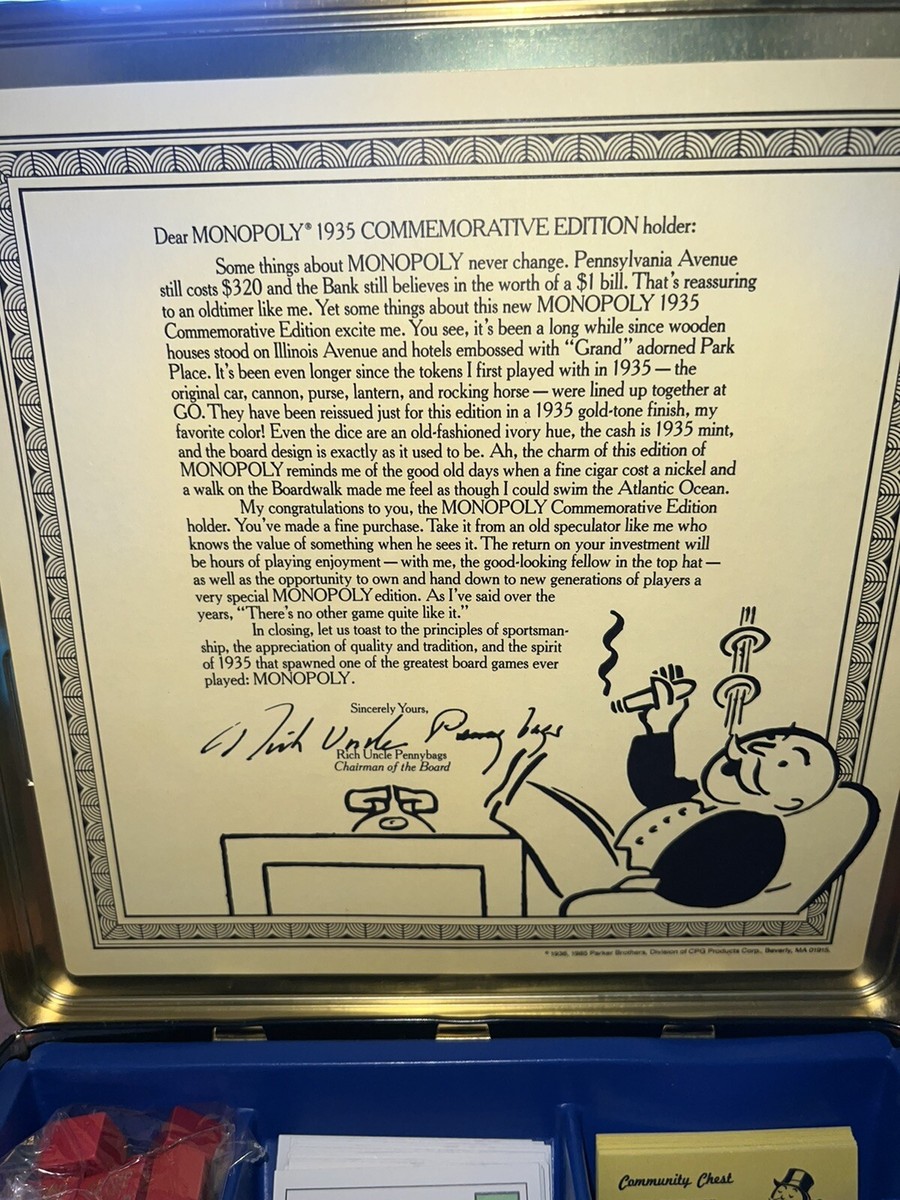 Dear MONOPOLY® 1935 COMMEMORATIVE EDITION holder:
Some things about MONOPOLY never change. Pennsylvania Avenue
still costs $320 and the Bank still believes in the worth of a $1 bill. That's reassuring
to an oldtimer like me. Yet some things about this new MONOPOLY 1935
Commemorative Edition excite me. You see, it's been a long while since wooden
houses stood on Illinois Avenue and hotels embossed with “Grand” adorned Park
Place. It's been even longer since the tokens I first played with in 1935 — the
original car, cannon, purse, lantern, and rocking horse — were lined up together at
GO. They have been reissued just for this edition in a 1935 gold-tone finish, my
favorite color! Even the dice are an old-fashioned ivory hue, the cash is 1935 mint,
and the board design is exactly as it used to be. Ah, the charm of this edition of
MONOPOLY reminds me of the good old days when a fine cigar cost a nickel and
a walk on the Boardwalk made me feel as though I could swim the Atlantic Ocean.
My congratulations to you, the MONOPOLY Commemorative Edition
holder. You've made a fine purchase. Take it from an old speculator like me who
knows the value of something when he sees it. The return on your investment will
be hours of playing enjoyment — with me, the good-looking fellow in the top hat —
as well as the opportunity to own and hand down to new generations of players a
very special MONOPOLY edition. As I've said over the
years, “There's no other game quite like it.”
In closing, let us toast to the principles of sportsman-
ship, the appreciation of quality and tradition, and the spirit
of 1935 that spawned one of the greatest board games ever
played: MONOPOLY.
Sincerely Yours,
Rich Uncle Pennybags
Rich Uncle Pennybags
Chairman of the Board
Parker Brothers, Division of CPG Products Corp., Beverly, MA 01915.
Community Chest